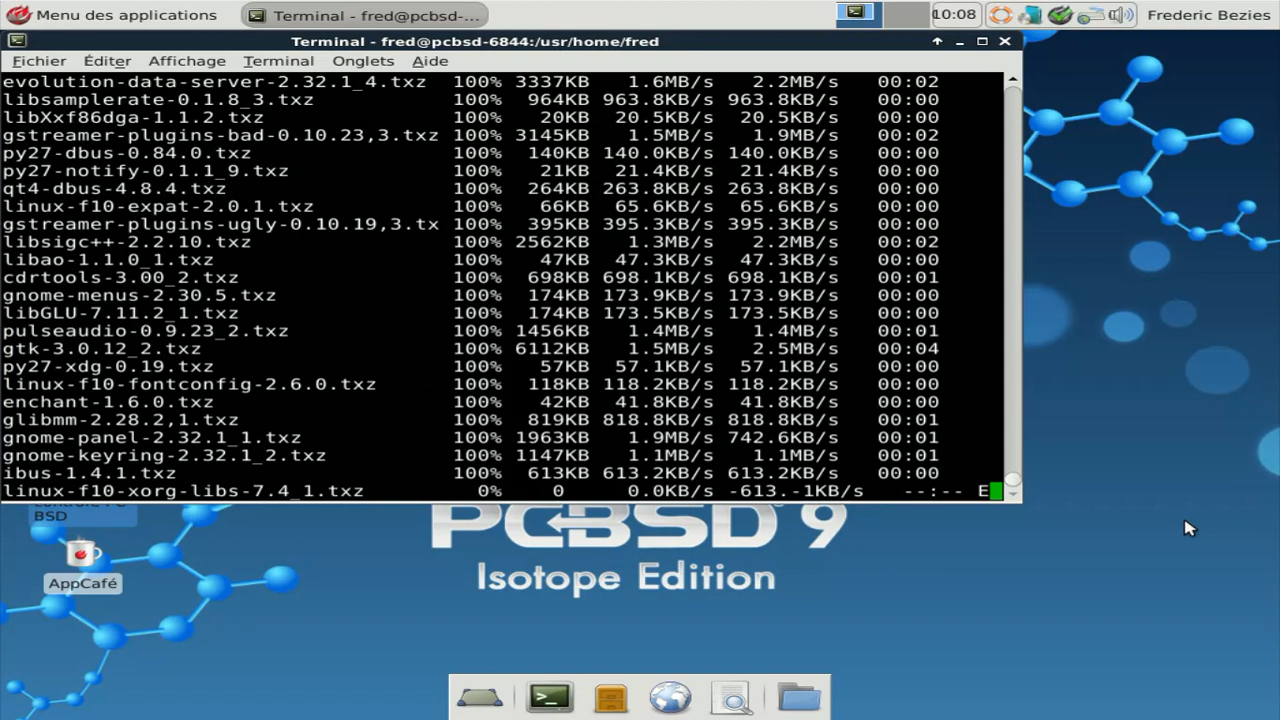 Menu des applications
Terminal - fred@pcbsd-...
10:08
Frederic Bezies
Terminal - fred@pcbsd-6844:/usr/home/fred
Fichier Éditer Affichage Terminal Onglets Aide
evolution-data-server-2.32.1_4.txz 100% 3337KB 1.6MB/s 2.2MB/s 00:02
libsamplerate-0.1.8_3.txz 100% 964KB 963.8KB/s 963.8KB/s 00:00
libXxf86dga-1.1.2.txz 100% 20KB 20.5KB/s 20.5KB/s 00:00
gstreamer-plugins-bad-0.10.23,3.txz 100% 3145KB 1.5MB/s 1.9MB/s 00:02
py27-dbus-0.84.0.txz 100% 140KB 140.0KB/s 140.0KB/s 00:00
py27-notify-0.1.1_9.txz 100% 21KB 21.4KB/s 21.4KB/s 00:00
qt4-dbus-4.8.4.txz 100% 264KB 263.8KB/s 263.8KB/s 00:00
linux-f10-expat-2.0.1.txz 100% 66KB 65.6KB/s 65.6KB/s 00:00
gstreamer-plugins-ugly-0.10.19,3.tx 100% 395KB 395.3KB/s 395.3KB/s 00:00
libsigc++-2.2.10.txz 100% 2562KB 1.3MB/s 2.2MB/s 00:02
libao-1.1.0_1.txz 100% 47KB 47.3KB/s 47.3KB/s 00:00
cdrtools-3.00_2.txz 100% 698KB 698.1KB/s 698.1KB/s 00:01
gnome-menus-2.30.5.txz 100% 174KB 173.9KB/s 173.9KB/s 00:00
libGLU-7.11.2_1.txz 100% 174KB 173.5KB/s 173.5KB/s 00:00
pulseaudio-0.9.23_2.txz 100% 1456KB 1.4MB/s 1.4MB/s 00:01
gtk-3.0.12_2.txz 100% 6112KB 1.5MB/s 2.5MB/s 00:04
py27-xdg-0.19.txz 100% 57KB 57.1KB/s 57.1KB/s 00:00
linux-f10-fontconfig-2.6.0.txz 100% 118KB 118.2KB/s 118.2KB/s 00:00
enchant-1.6.0.txz 100% 42KB 41.8KB/s 41.8KB/s 00:00
glibmm-2.28.2,1.txz 100% 819KB 818.8KB/s 818.8KB/s 00:01
gnome-panel-2.32.1_1.txz 100% 1963KB 1.9MB/s 742.6KB/s 00:01
gnome-keyring-2.32.1_2.txz 100% 1147KB 1.1MB/s 1.1MB/s 00:01
ibus-1.4.1.txz 100% 613KB 613.2KB/s 613.2KB/s 00:00
linux-f10-xorg-libs-7.4_1.txz 0% 0 0.0KB/s -613.-1KB/s --:-- E
BSD
AppCafé
PCBSD 9
Isotope Edition